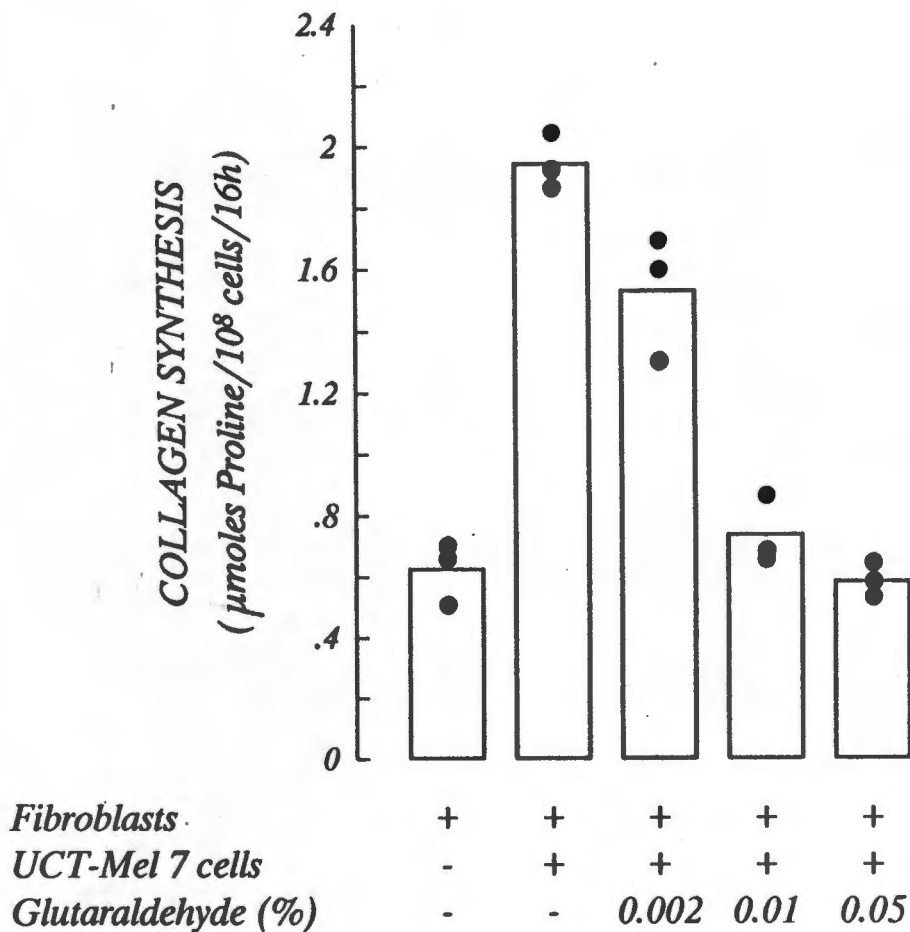 COLLAGEN SYNTHESIS
(µmoles Proline/10⁸ cells/16h)
2.4
2
1.6
1.2
.8
.4
0
Fibroblasts + + + + +
UCT-Mel 7 cells - + + + +
Glutaraldehyde (%) - - 0.002 0.01 0.05